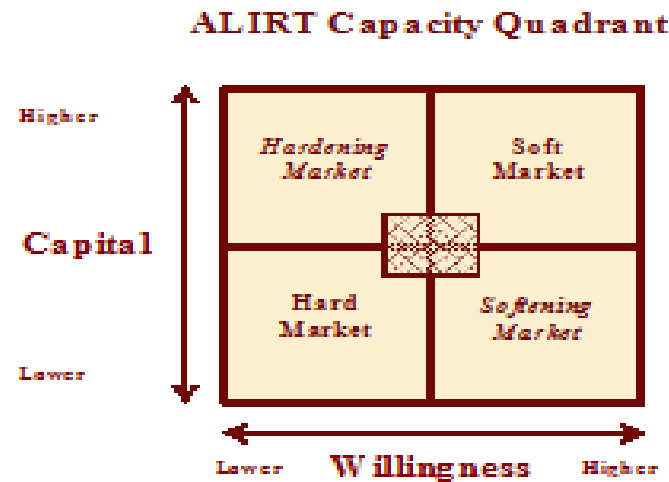 ALIRT Capacity Quadrant
Higher
Hardening
Market
Soft
Market
Capital
Hard
Market
Softening
Market
Lower
Lower
Willingness
Higher